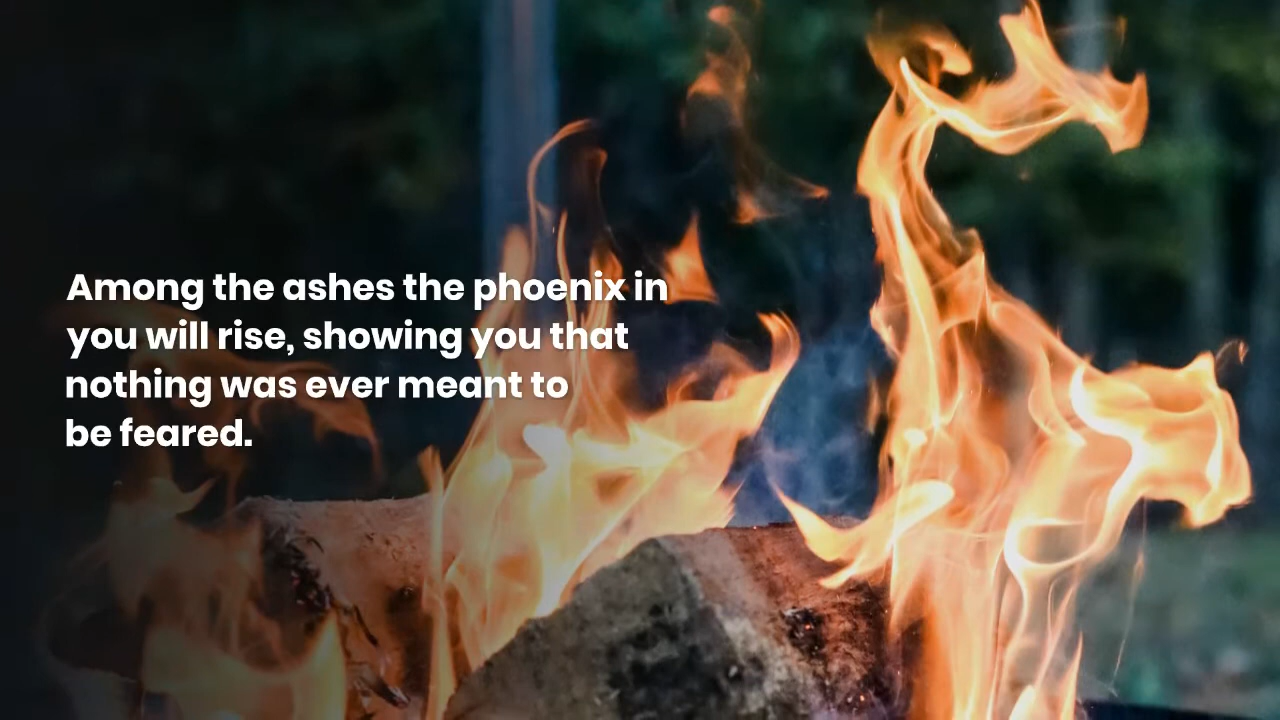 Among the ashes the phoenix in
you will rise, showing you that
nothing was ever meant to
be feared.